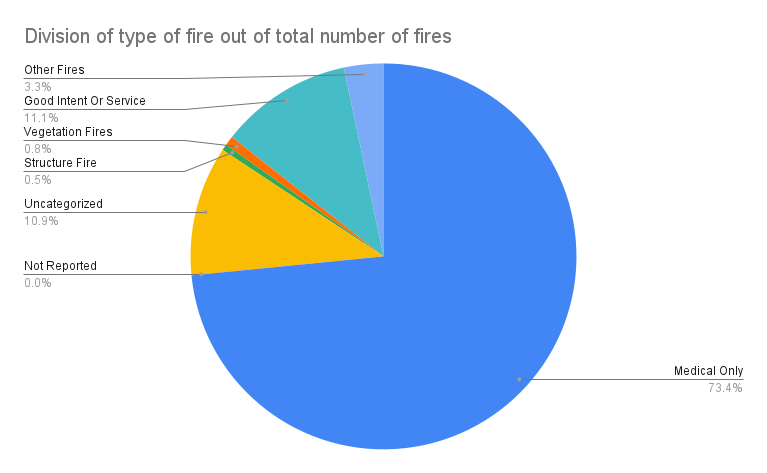 Division of type of fire out of total number of fires
Other Fires
3.3%
Good Intent Or Service
11.1%
Vegetation Fires
0.8%
Structure Fire
0.5%
Uncategorized
10.9%
Not Reported
0.0%
Medical Only
73.4%